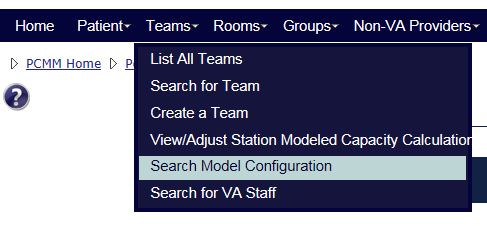 Home Patient Teams Rooms Groups Non-VA Providers
PCMM Home
List All Teams
Search for Team
Create a Team
View/Adjust Station Modeled Capacity Calculation
Search Model Configuration
Search for VA Staff
?